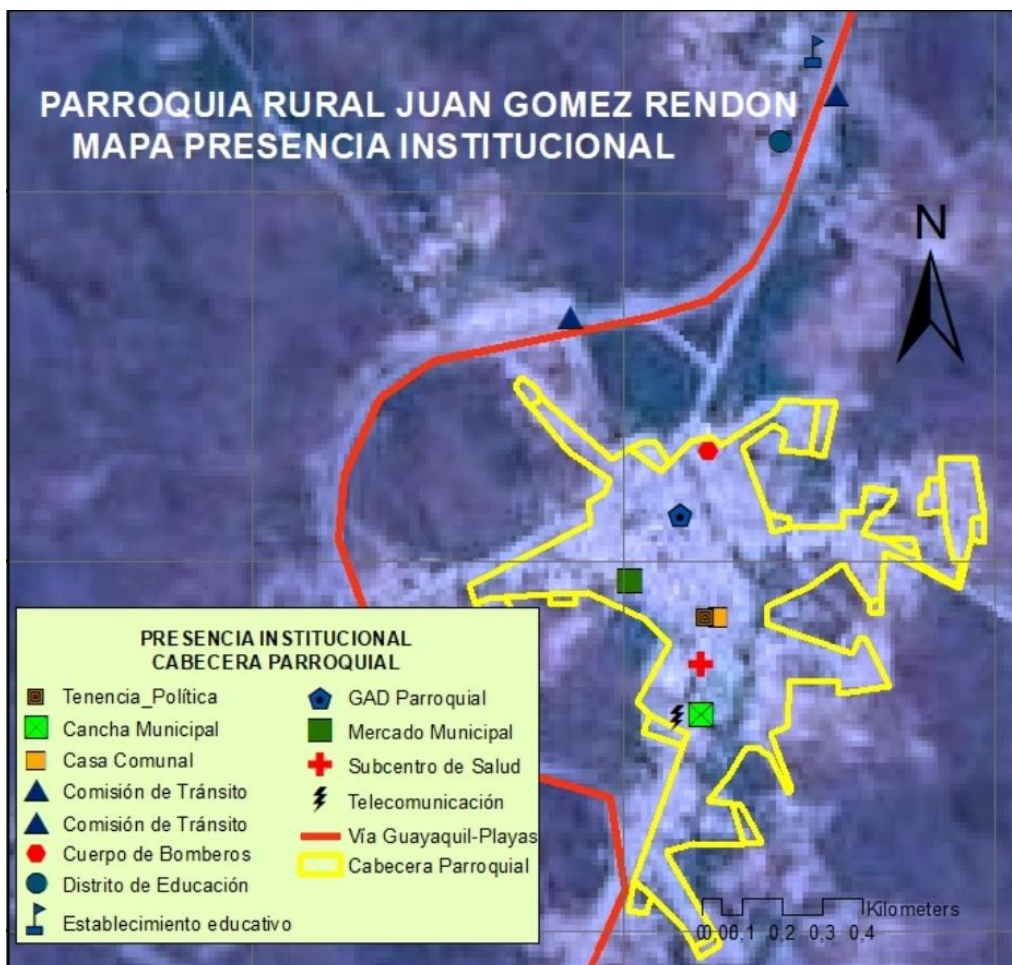 PARROQUIA RURAL JUAN GOMEZ RENDON
MAPA PRESENCIA INSTITUCIONAL
N
PRESENCIA INSTITUCIONAL
CABECERA PARROQUIAL
Tenencia_Política
Cancha Municipal
Casa Comunal
Comisión de Tránsito
Comisión de Tránsito
Cuerpo de Bomberos
Distrito de Educación
Establecimiento educativo
GAD Parroquial
Mercado Municipal
Subcentro de Salud
Telecomunicación
Vía Guayaquil-Playas
Cabecera Parroquial
Kilometers
0,1 0,2 0,3 0,4